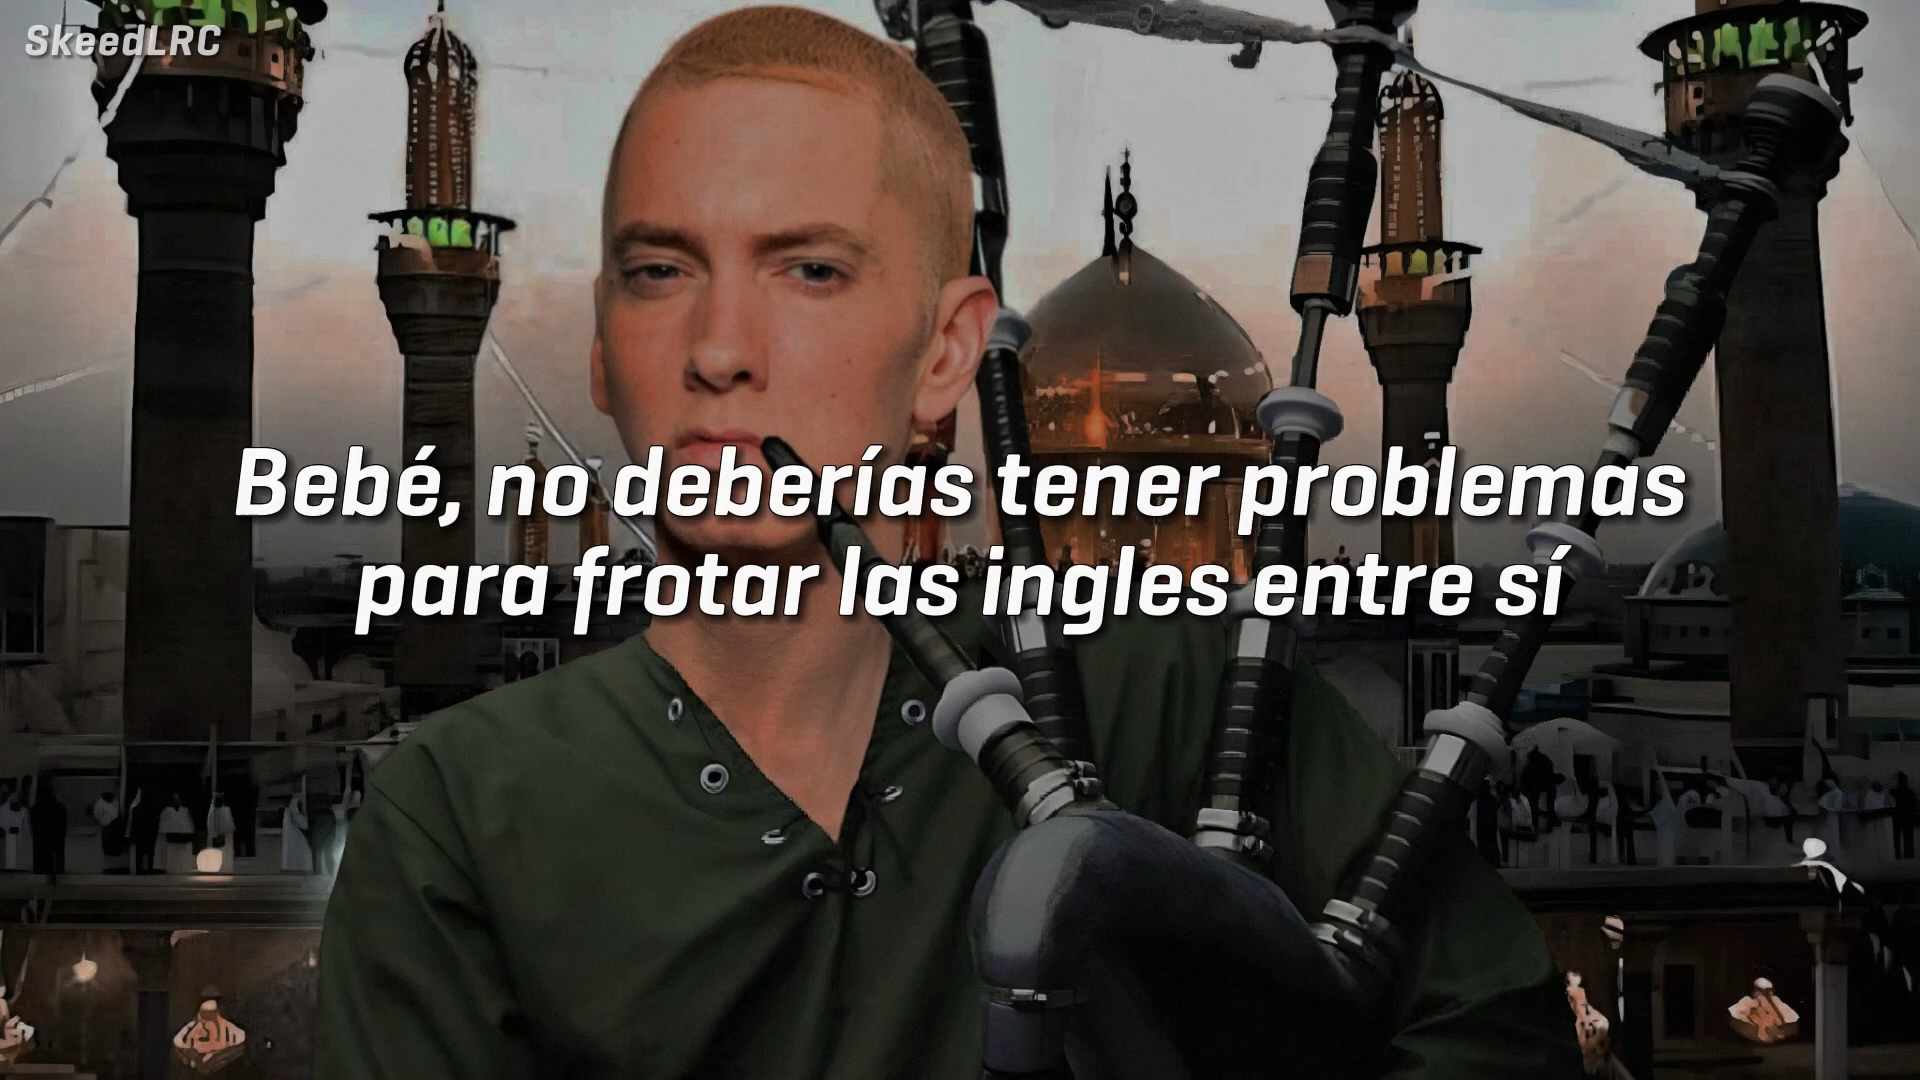 SkeedLRC
Bebé, no deberías tener problemas
para frotar las ingles entre sí